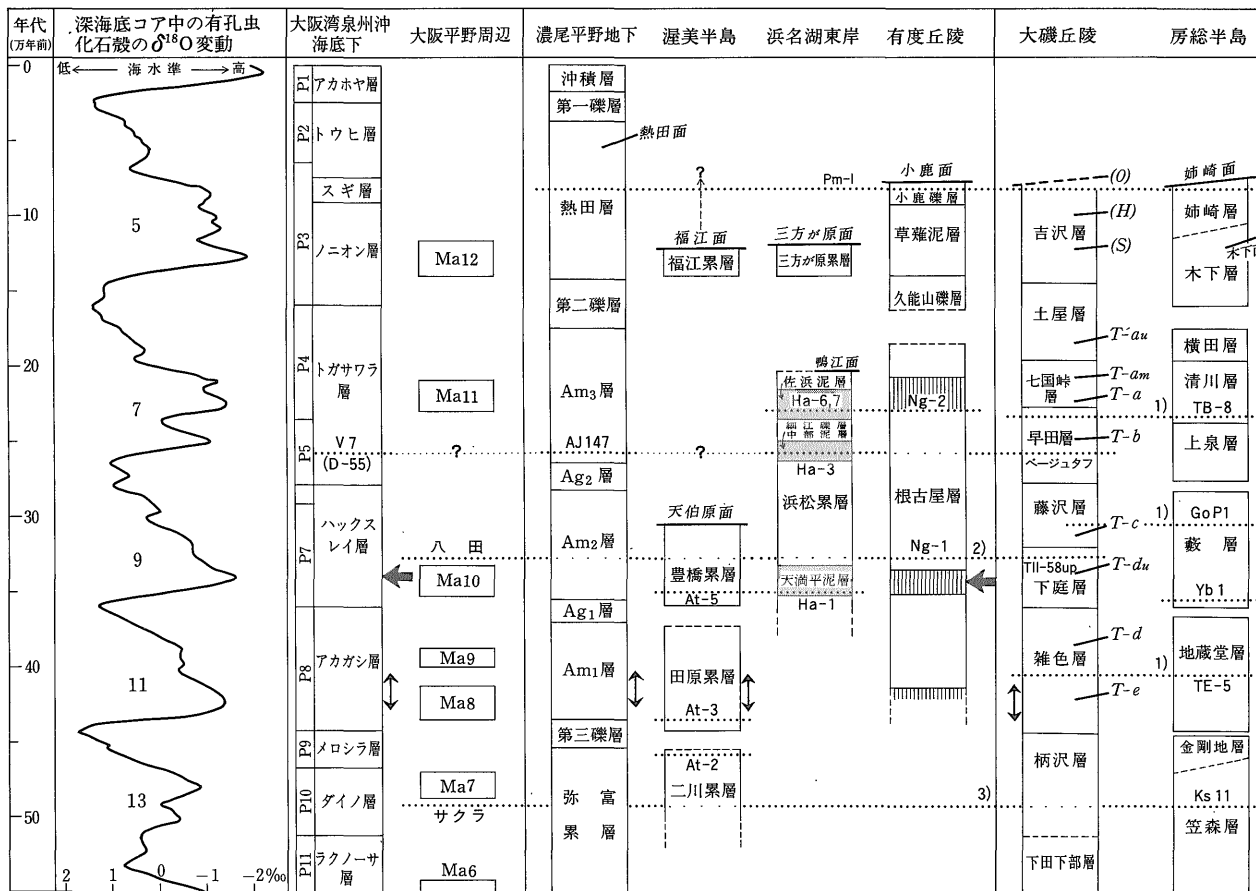 年代
(万年前)
深海底コア中の有孔虫
化石殻のδ¹⁸O変動
大阪湾泉州沖
海底下
大阪平野周辺
濃尾平野地下
渥美半島
浜名湖東岸
有度丘陵
大磯丘陵
房総半島
低 ← 海水準 → 高
0
10
20
30
40
50
5
7
9
11
13
2
1
0
-1
-2‰
P1
P2
P3
P4
P5
P7
P8
P9
P10
P11
アカホヤ層
トウヒ層
スギ層
ノニオン層
トガサワラ
層
V7
(D-55)
ハックス
レイ層
アカガシ層
メロシラ層
ダイノ層
ラクノーサ
層
Ma12
Ma11
?
八田
Ma10
Ma9
Ma8
Ma7
サクラ
Ma6
沖積層
第一礫層
熱田面
熱田層
第二礫層
Am₃層
AJ147
Ag₂層
Am₂層
Ag₁層
Am₁層
第三礫層
弥富
累層
?
福江面
福江累層
?
天伯原面
豊橋累層
At-5
田原累層
At-3
At-2
二川累層
Pm-I
三方が原面
三方が原累層
鴨江面
佐浜泥層
Ha-6,7
細江礫層
中部泥層
Ha-3
浜松累層
天満平泥層
Ha-1
小鹿面
小鹿礫層
草薙泥層
久能山礫層
Ng-2
根古屋層
Ng-1
2)
3)
(O)
(H)
吉沢層
(S)
土屋層
T-au
七国峠
層
T-am
T-a
早田層
T-b
ベージュタフ
藤沢層
T-c
TII-58up
T-du
下庭層
雑色層
T-d
T-e
柄沢層
下田下部層
姉崎面
姉崎層
木下層
横田層
清川層
1)
TB-8
上泉層
1)
GoP1
藪層
Yb1
地蔵堂層
1)
TE-5
金剛地層
Ks11
笠森層